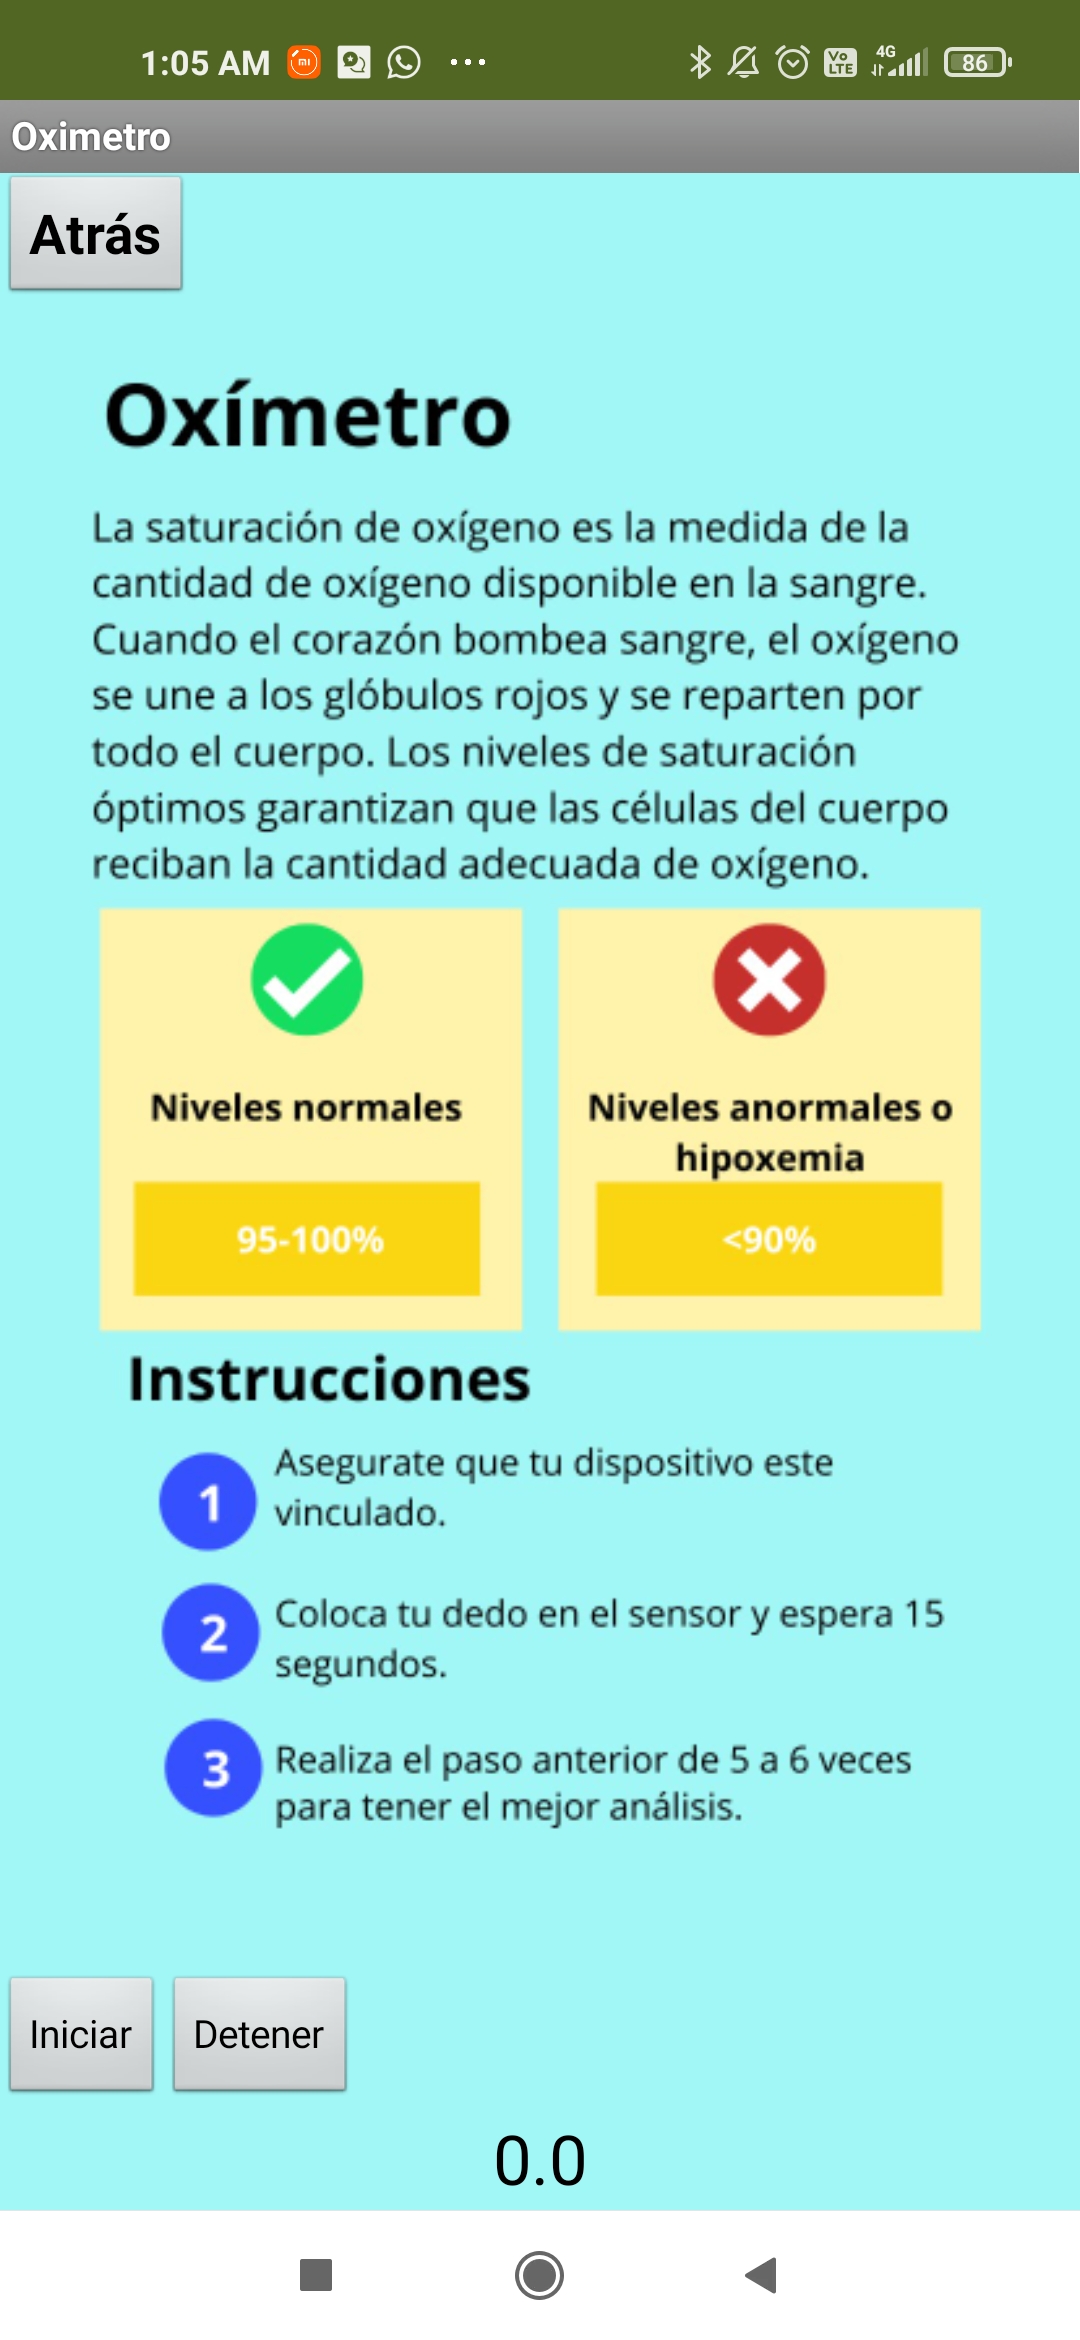 1:05 AM
Vo LTE
4G
86
Oximetro
Atrás
Oxímetro
La saturación de oxígeno es la medida de la
cantidad de oxígeno disponible en la sangre.
Cuando el corazón bombea sangre, el oxígeno
se une a los glóbulos rojos y se reparten por
todo el cuerpo. Los niveles de saturación
óptimos garantizan que las células del cuerpo
reciban la cantidad adecuada de oxígeno.
Niveles normales
95-100%
Niveles anormales o
hipoxemia
<90%
Instrucciones
1
Asegurate que tu dispositivo este
vinculado.
2
Coloca tu dedo en el sensor y espera 15
segundos.
3
Realiza el paso anterior de 5 a 6 veces
para tener el mejor análisis.
Iniciar
Detener
0.0